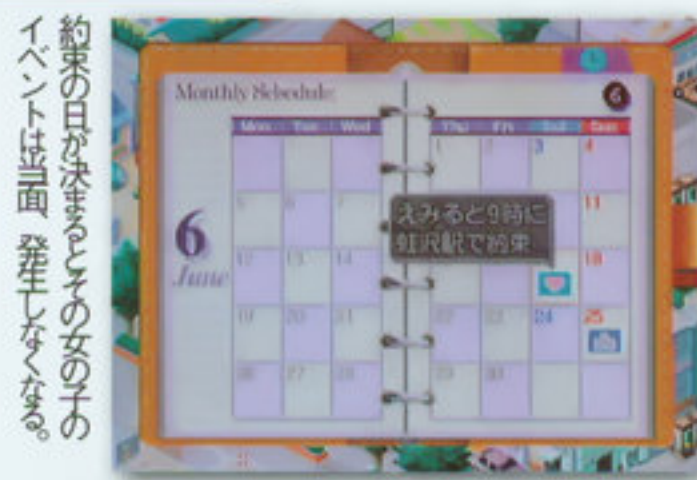 約束の日が決まるとその女の子の
イベントは当面、発生しなくなる。
Monthly Schedule
6
Mon Tue Wed Thu Fri Sat Sun
1 2 3 4
5 6 7 11
えみると9時に
虹沢駅で約束
6
June
12 13 14 18
19 20 21 22 23 24 25
26 27 28 29 30